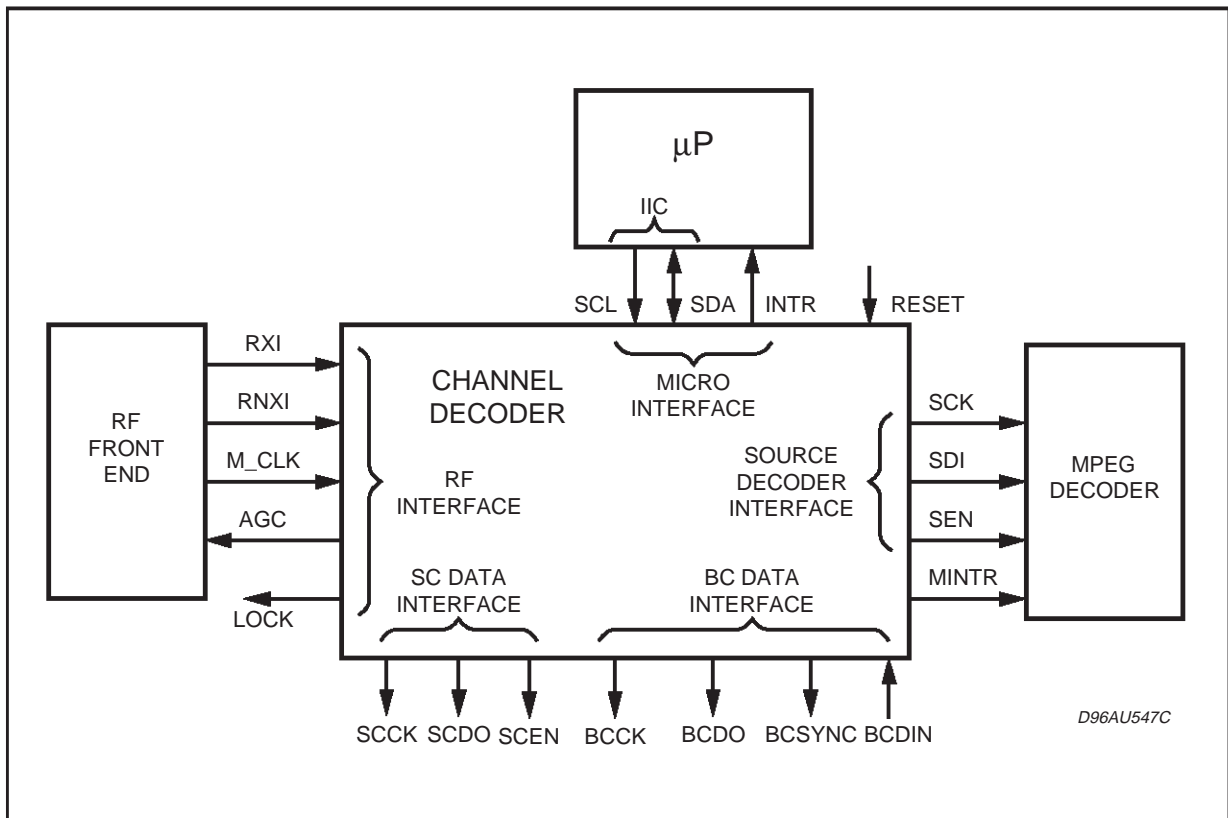 μP
IIC
SCL
SDA
INTR
RESET
RXI
RNXI
M_CLK
AGC
LOCK
RF
FRONT
END
CHANNEL
DECODER
MICRO
INTERFACE
RF
INTERFACE
SOURCE
DECODER
INTERFACE
SC DATA
INTERFACE
BC DATA
INTERFACE
SCK
SDI
SEN
MINTR
MPEG
DECODER
SCCK
SCDO
SCEN
BCCK
BCDO
BCSYNC
BCDIN
D96AU547C